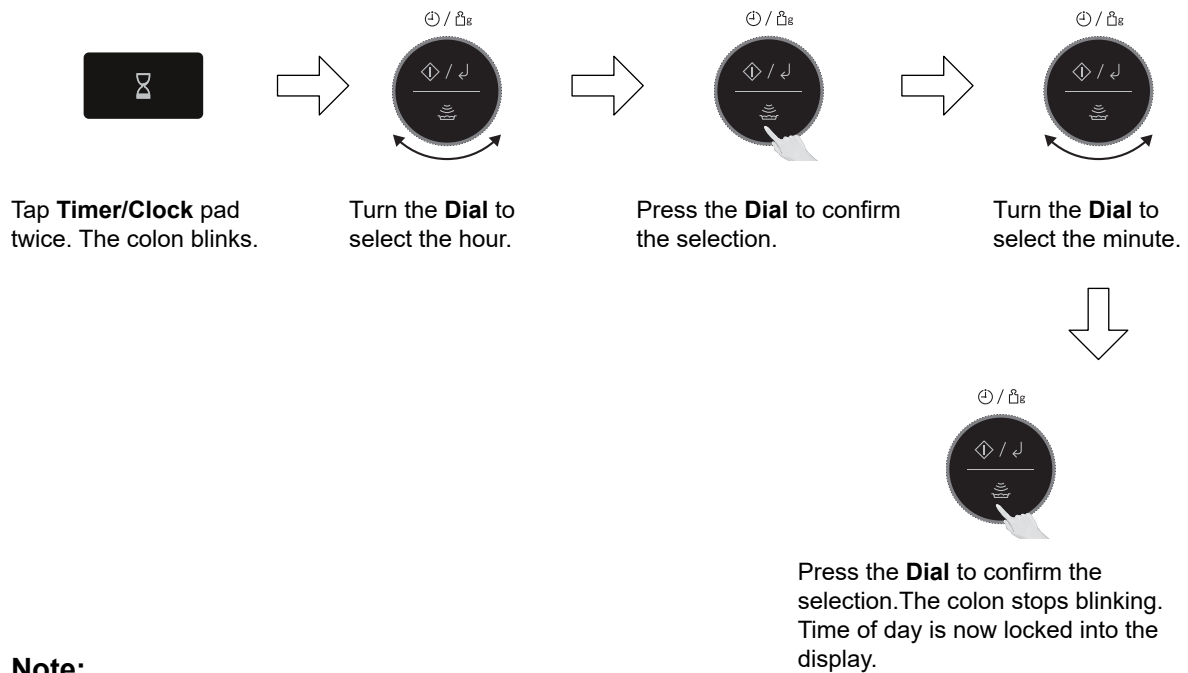 Tap Timer/Clock pad
twice. The colon blinks.
Turn the Dial to
select the hour.
Press the Dial to confirm
the selection.
Turn the Dial to
select the minute.
Press the Dial to confirm the
selection.The colon stops blinking.
Time of day is now locked into the
display.
Note: